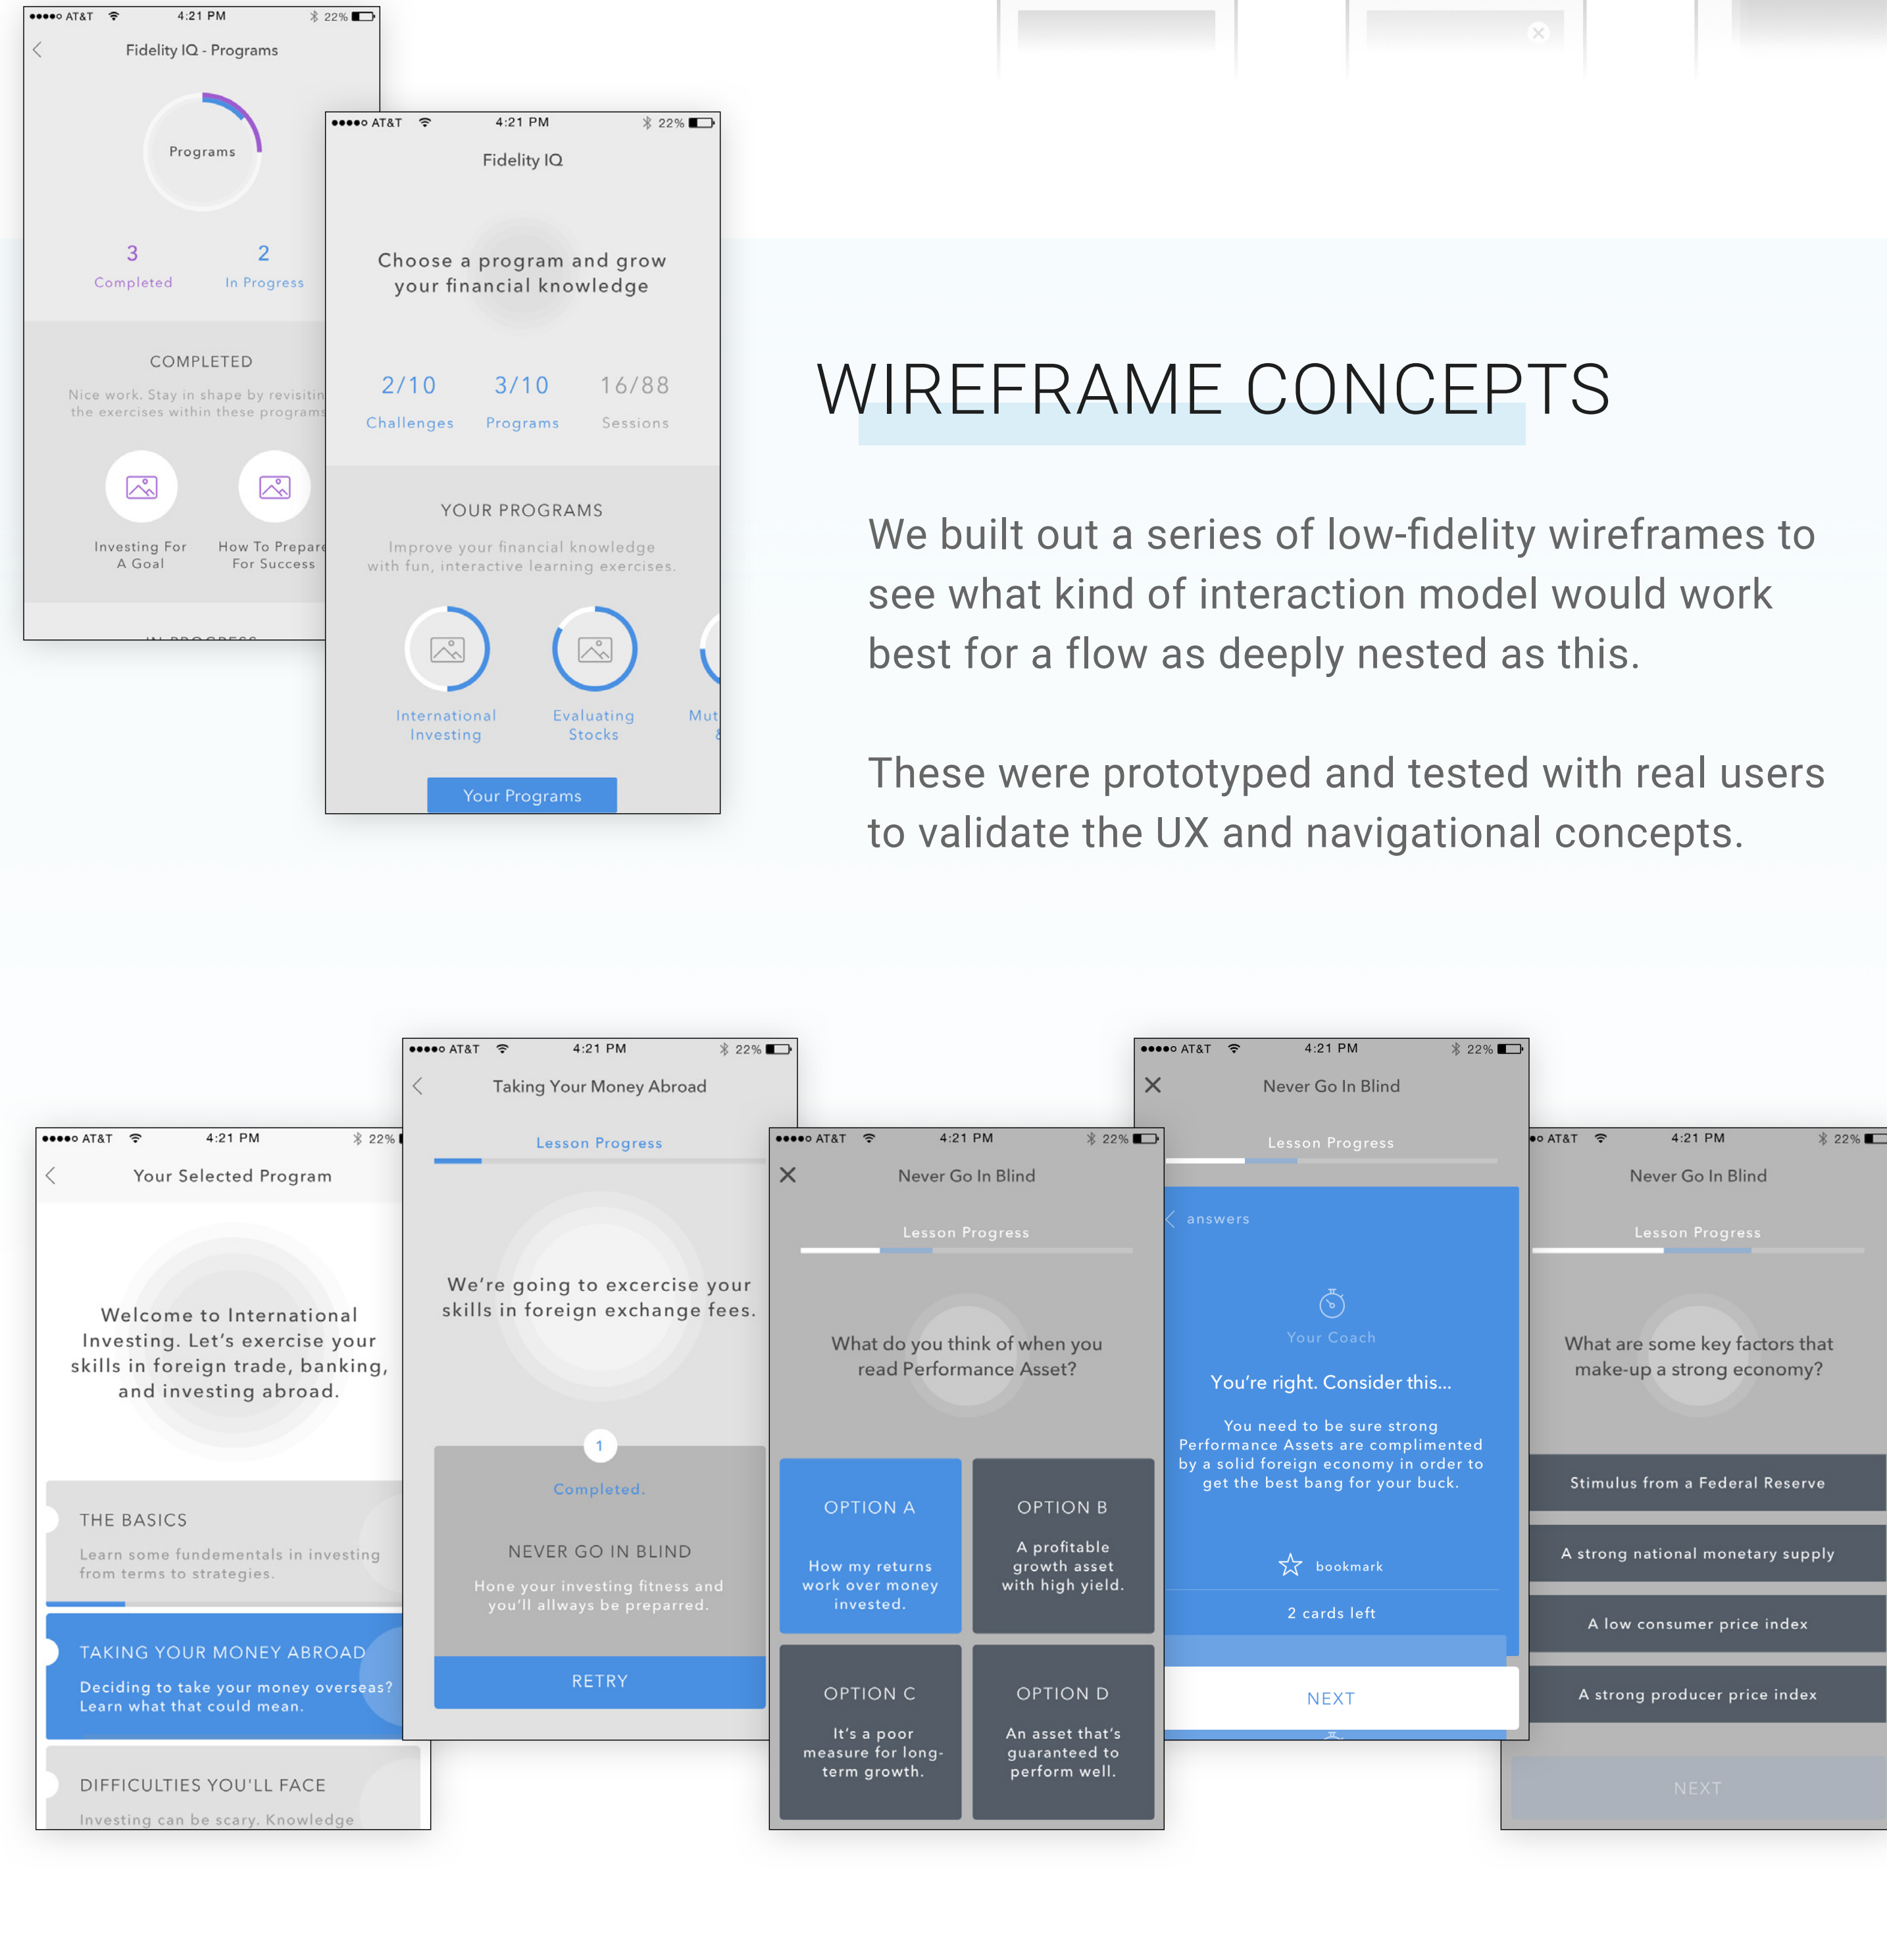 AT&T 4:21 PM 22%
Fidelity IQ - Programs
Programs
3 2
Completed In Progress
COMPLETED
Nice work. Stay in shape by
the exercises within these programs
Investing For
A Goal
How To Prepare
For Success
IN PROGRESS
AT&T 4:21 PM 22%
Fidelity IQ
Choose a program and grow
your financial knowledge
2/10 3/10 16/88
Challenges Programs Sessions
YOUR PROGRAMS
Improve your financial knowledge
with fun, interactive learning exercises.
International
Investing
Evaluating
Stocks
Mut
&
Your Programs
WIREFRAME CONCEPTS
We built out a series of low-fidelity wireframes to
see what kind of interaction model would work
best for a flow as deeply nested as this.
These were prototyped and tested with real users
to validate the UX and navigational concepts.
AT&T 4:21 PM 22%
Your Selected Program
Welcome to International
Investing. Let's exercise your
skills in foreign trade, banking,
and investing abroad.
THE BASICS
Learn some fundementals in investing
from terms to strategies.
TAKING YOUR MONEY ABROAD
Deciding to take your money overseas?
Learn what that could mean.
DIFFICULTIES YOU'LL FACE
Investing can be scary. Knowledge
AT&T 4:21 PM 22%
Taking Your Money Abroad
Lesson Progress
We're going to excercise your
skills in foreign exchange fees.
1
Completed.
NEVER GO IN BLIND
Hone your investing fitness and
you'll allways be preparred.
RETRY
AT&T 4:21 PM 22%
Never Go In Blind
Lesson Progress
What do you think of when you
read Performance Asset?
OPTION A
How my returns
work over money
invested.
OPTION B
A profitable
growth asset
with high yield.
OPTION C
It's a poor
measure for long-
term growth.
OPTION D
An asset that's
guaranteed to
perform well.
AT&T 4:21 PM 22%
Never Go In Blind
Lesson Progress
answers
Your Coach
You're right. Consider this...
You need to be sure strong
Performance Assets are complimented
by a solid foreign economy in order to
get the best bang for your buck.
bookmark
2 cards left
NEXT
AT&T 4:21 PM 22%
Never Go In Blind
Lesson Progress
What are some key factors that
make-up a strong economy?
Stimulus from a Federal Reserve
A strong national monetary supply
A low consumer price index
A strong producer price index
NEXT